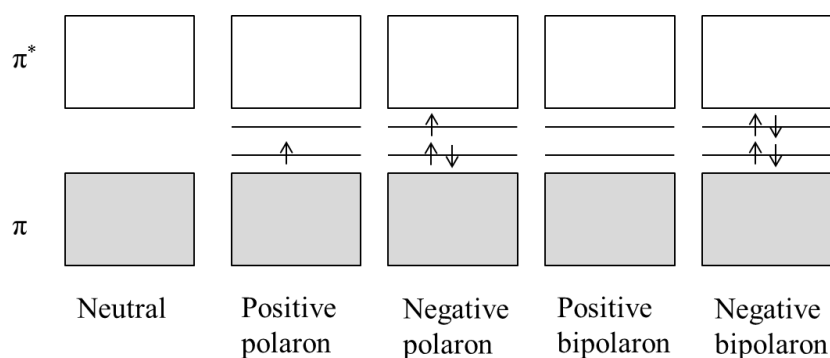 π*
π
Neutral
Positive
polaron
Negative
polaron
Positive
bipolaron
Negative
bipolaron